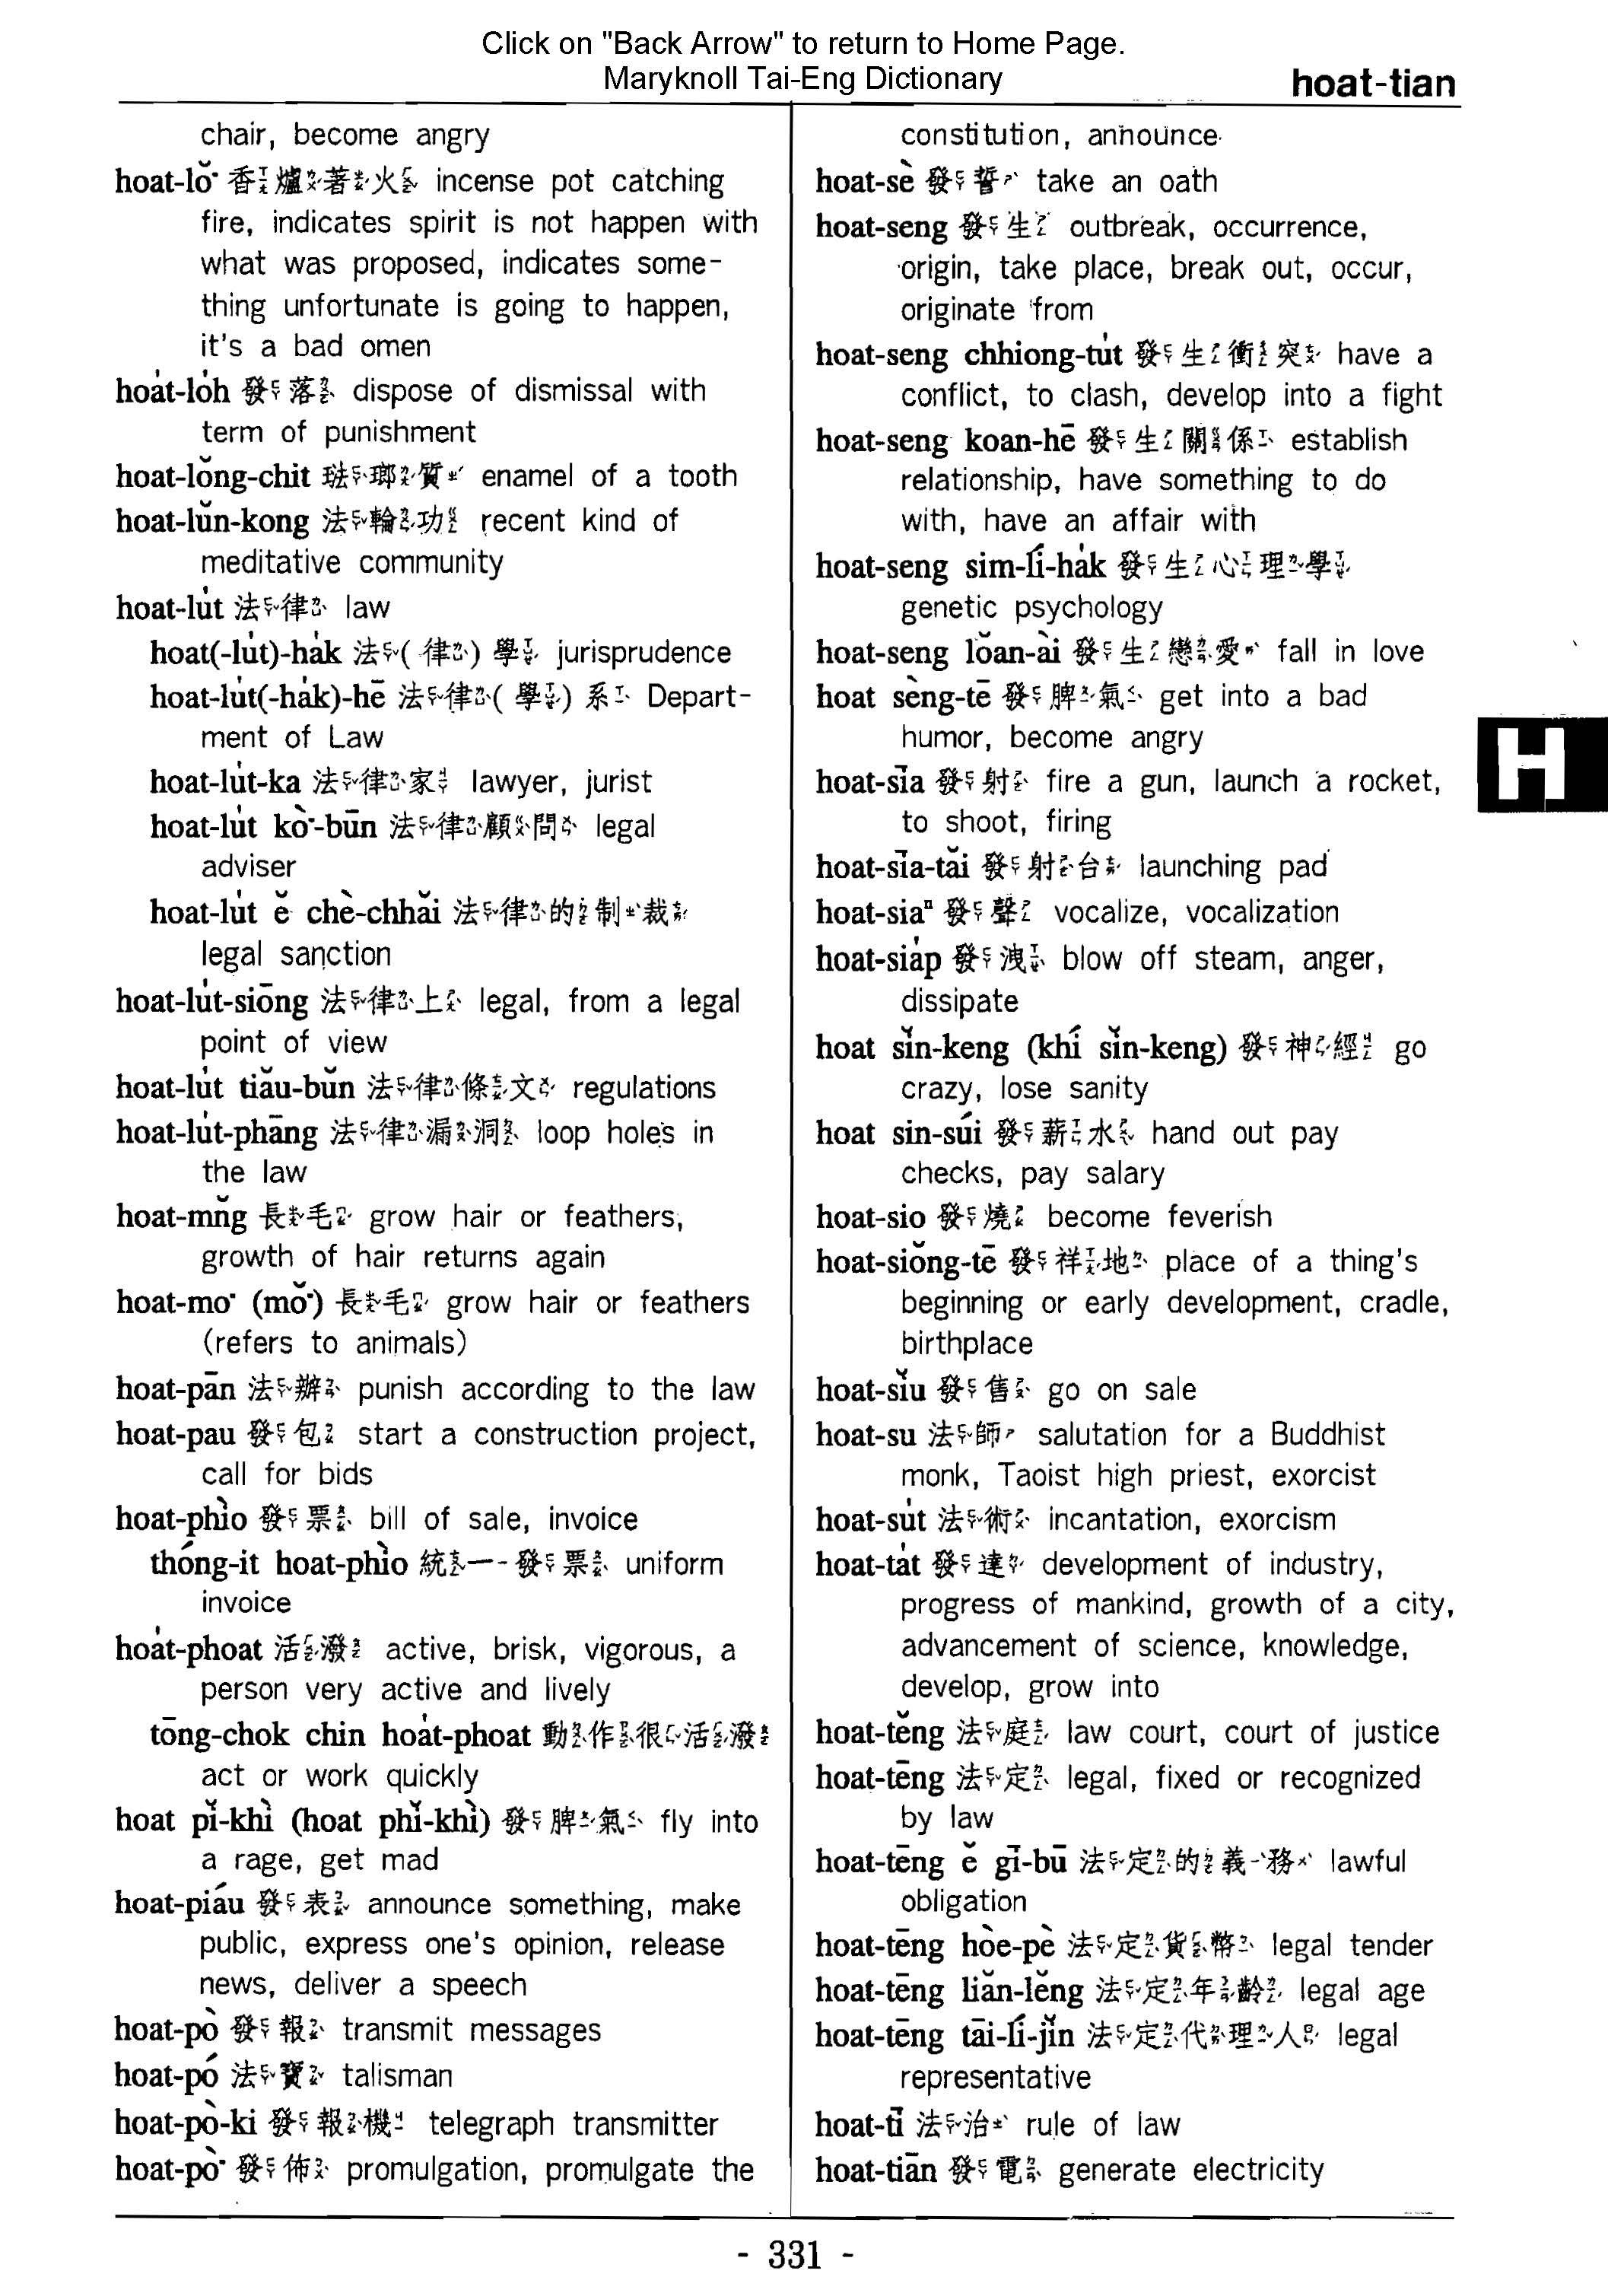 Click on "Back Arrow" to return to Home Page.
Maryknoll Tai-Eng Dictionary
hoat-tian
chair, become angry
hoat-lŏ͘ 香爐著火 incense pot catching
fire, indicates spirit is not happen with
what was proposed, indicates some-
thing unfortunate is going to happen,
it's a bad omen
hoa̍t-lo̍h 發落 dispose of dismissal with
term of punishment
hoat-lŏng-chit 琺瑯質 enamel of a tooth
hoat-lŭn-kong 法輪功 recent kind of
meditative community
hoat-lu̍t 法律 law
hoat(-lu̍t)-ha̍k 法(律)學 jurisprudence
hoat-lu̍t(-ha̍k)-hē 法律(學)系 Depart-
ment of Law
hoat-lu̍t-ka 法律家 lawyer, jurist
hoat-lu̍t kò͘-būn 法律顧問 legal
adviser
hoat-lu̍t ĕ chè-chhăi 法律的制裁
legal sanction
hoat-lu̍t-siōng 法律上 legal, from a legal
point of view
hoat-lu̍t tiău-bŭn 法律條文 regulations
hoat-lu̍t-phāng 法律漏洞 loop holes in
the law
hoat-mn̆g 長毛 grow hair or feathers,
growth of hair returns again
hoat-mo͘ (mŏ͘) 長毛 grow hair or feathers
(refers to animals)
hoat-pān 法辦 punish according to the law
hoat-pau 發包 start a construction project,
call for bids
hoat-phìo 發票 bill of sale, invoice
thóng-it hoat-phìo 統一發票 uniform
invoice
hoa̍t-phoat 活潑 active, brisk, vigorous, a
person very active and lively
tōng-chok chin hoa̍t-phoat 動作很活潑
act or work quickly
hoat pĭ-khì (hoat phĭ-khì) 發脾氣 fly into
a rage, get mad
hoat-piáu 發表 announce something, make
public, express one's opinion, release
news, deliver a speech
hoat-pò 發報 transmit messages
hoat-pó 法寶 talisman
hoat-pò-ki 發報機 telegraph transmitter
hoat-pò͘ 發佈 promulgation, promulgate the
constitution, announce
hoat-sè 發誓 take an oath
hoat-seng 發生 outbreak, occurrence,
origin, take place, break out, occur,
originate from
hoat-seng chhiong-tu̍t 發生衝突 have a
conflict, to clash, develop into a fight
hoat-seng koan-hē 發生關係 establish
relationship, have something to do
with, have an affair with
hoat-seng sim-lí-ha̍k 發生心理學
genetic psychology
hoat-seng lŏan-ài 發生戀愛 fall in love
hoat sèng-tē 發脾氣 get into a bad
humor, become angry
hoat-sīa 發射 fire a gun, launch a rocket,
to shoot, firing
hoat-sīa-tăi 發射台 launching pad
hoat-siaⁿ 發聲 vocalize, vocalization
hoat-sia̍p 發洩 blow off steam, anger,
dissipate
hoat sĭn-keng (khí sĭn-keng) 發神經 go
crazy, lose sanity
hoat sin-súi 發薪水 hand out pay
checks, pay salary
hoat-sio 發燒 become feverish
hoat-siŏng-tē 發祥地 place of a thing's
beginning or early development, cradle,
birthplace
hoat-sĭu 發售 go on sale
hoat-su 法師 salutation for a Buddhist
monk, Taoist high priest, exorcist
hoat-su̍t 法術 incantation, exorcism
hoat-ta̍t 發達 development of industry,
progress of mankind, growth of a city,
advancement of science, knowledge,
develop, grow into
hoat-tĕng 法庭 law court, court of justice
hoat-tēng 法定 legal, fixed or recognized
by law
hoat-tēng ĕ gī-bū 法定的義務 lawful
obligation
hoat-tēng hòe-pè 法定貨幣 legal tender
hoat-tēng liăn-lĕng 法定年齡 legal age
hoat-tēng tāi-lí-jĭn 法定代理人 legal
representative
hoat-tī 法治 rule of law
hoat-tiān 發電 generate electricity
H
- 331 -